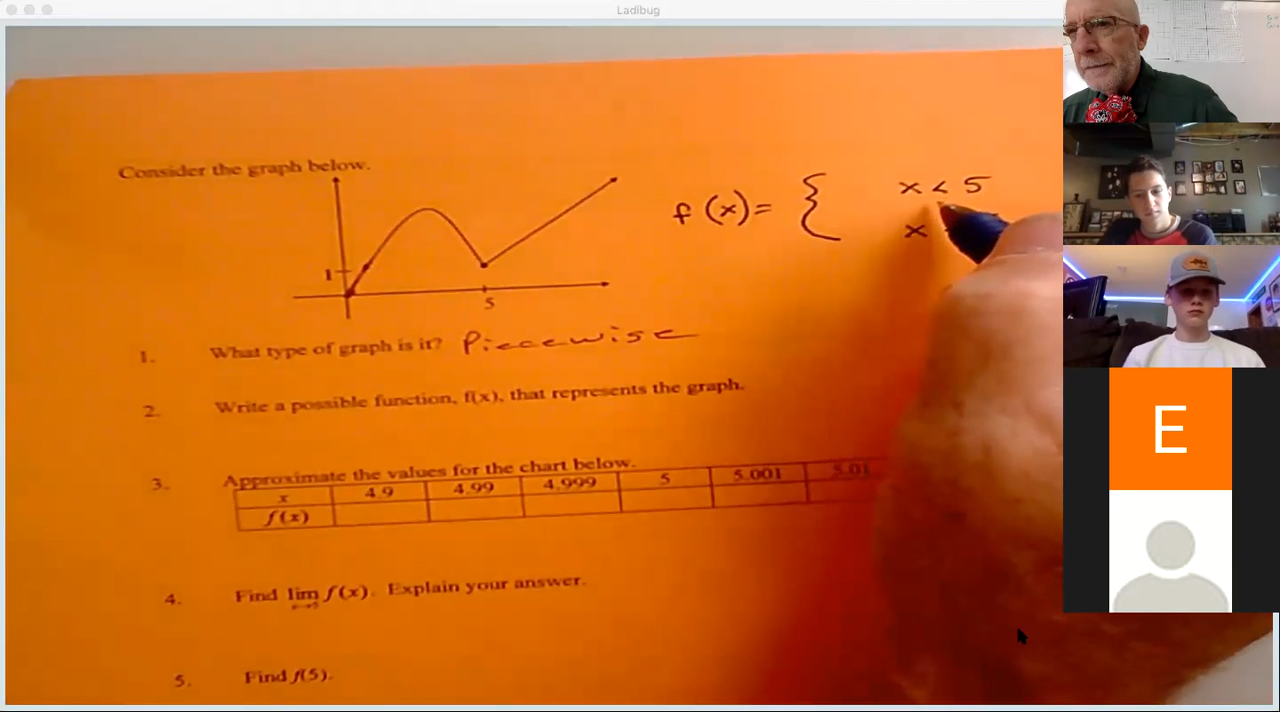 Ladibug
Consider the graph below.
1
5
f(x)= {
x < 5
x
1. What type of graph is it? Piecewise
2. Write a possible function, f(x), that represents the graph.
3. Approximate the values for the chart below.
x 4.9 4.99 4.999 5 5.001 5.01
f(x)
4. Find lim f(x). Explain your answer.
5. Find f(5).
E